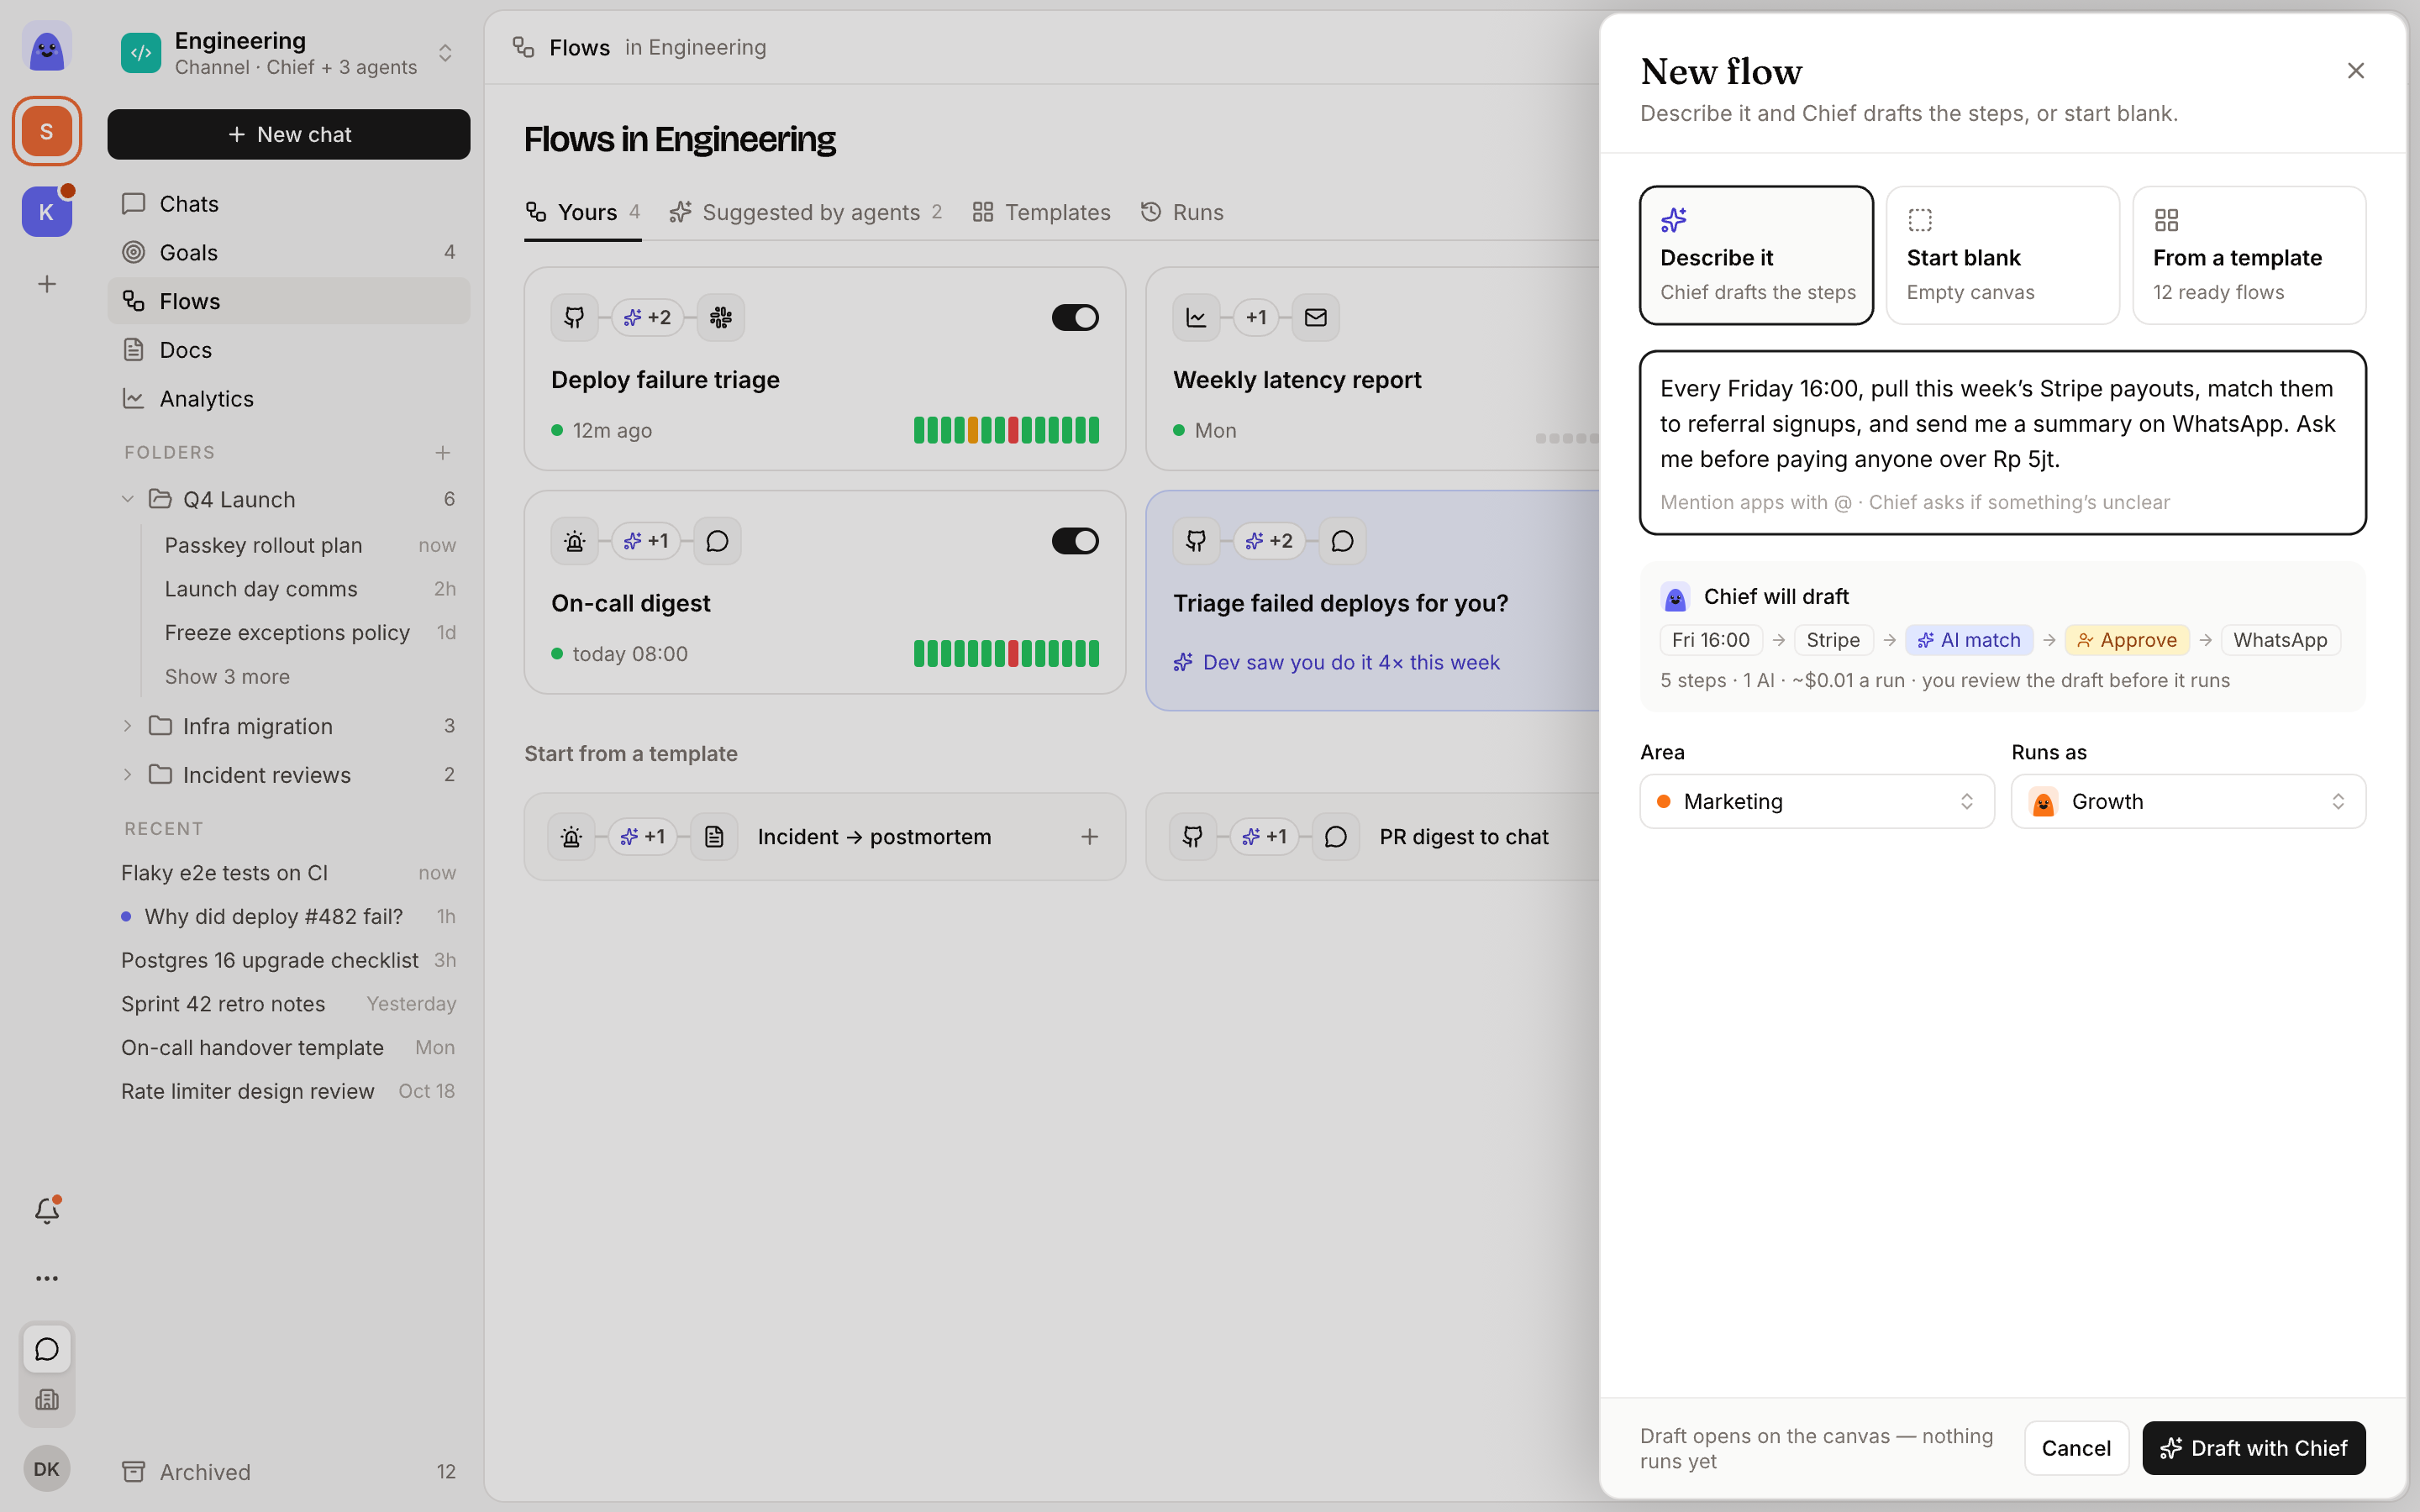 Engineering
Channel · Chief + 3 agents
S
K
New chat
Chats
Goals 4
Flows
Docs
Analytics
FOLDERS
Q4 Launch 6
Passkey rollout plan now
Launch day comms 2h
Freeze exceptions policy 1d
Show 3 more
Infra migration 3
Incident reviews 2
RECENT
Flaky e2e tests on CI now
Why did deploy #482 fail? 1h
Postgres 16 upgrade checklist 3h
Sprint 42 retro notes Yesterday
On-call handover template Mon
Rate limiter design review Oct 18
DK
Archived 12
Flows in Engineering
Flows in Engineering
Yours 4 Suggested by agents 2 Templates Runs
+2
Deploy failure triage
12m ago
+1
Weekly latency report
Mon
+1
On-call digest
today 08:00
+2
Triage failed deploys for you?
Dev saw you do it 4× this week
Start from a template
+1 Incident → postmortem
+1 PR digest to chat
New flow
Describe it and Chief drafts the steps, or start blank.
Describe it
Chief drafts the steps
Start blank
Empty canvas
From a template
12 ready flows
Every Friday 16:00, pull this week’s Stripe payouts, match them
to referral signups, and send me a summary on WhatsApp. Ask
me before paying anyone over Rp 5jt.
Mention apps with @ · Chief asks if something’s unclear
Chief will draft
Fri 16:00 → Stripe → AI match → Approve → WhatsApp
5 steps · 1 AI · ~$0.01 a run · you review the draft before it runs
Area
Marketing
Runs as
Growth
Draft opens on the canvas — nothing
runs yet
Cancel
Draft with Chief